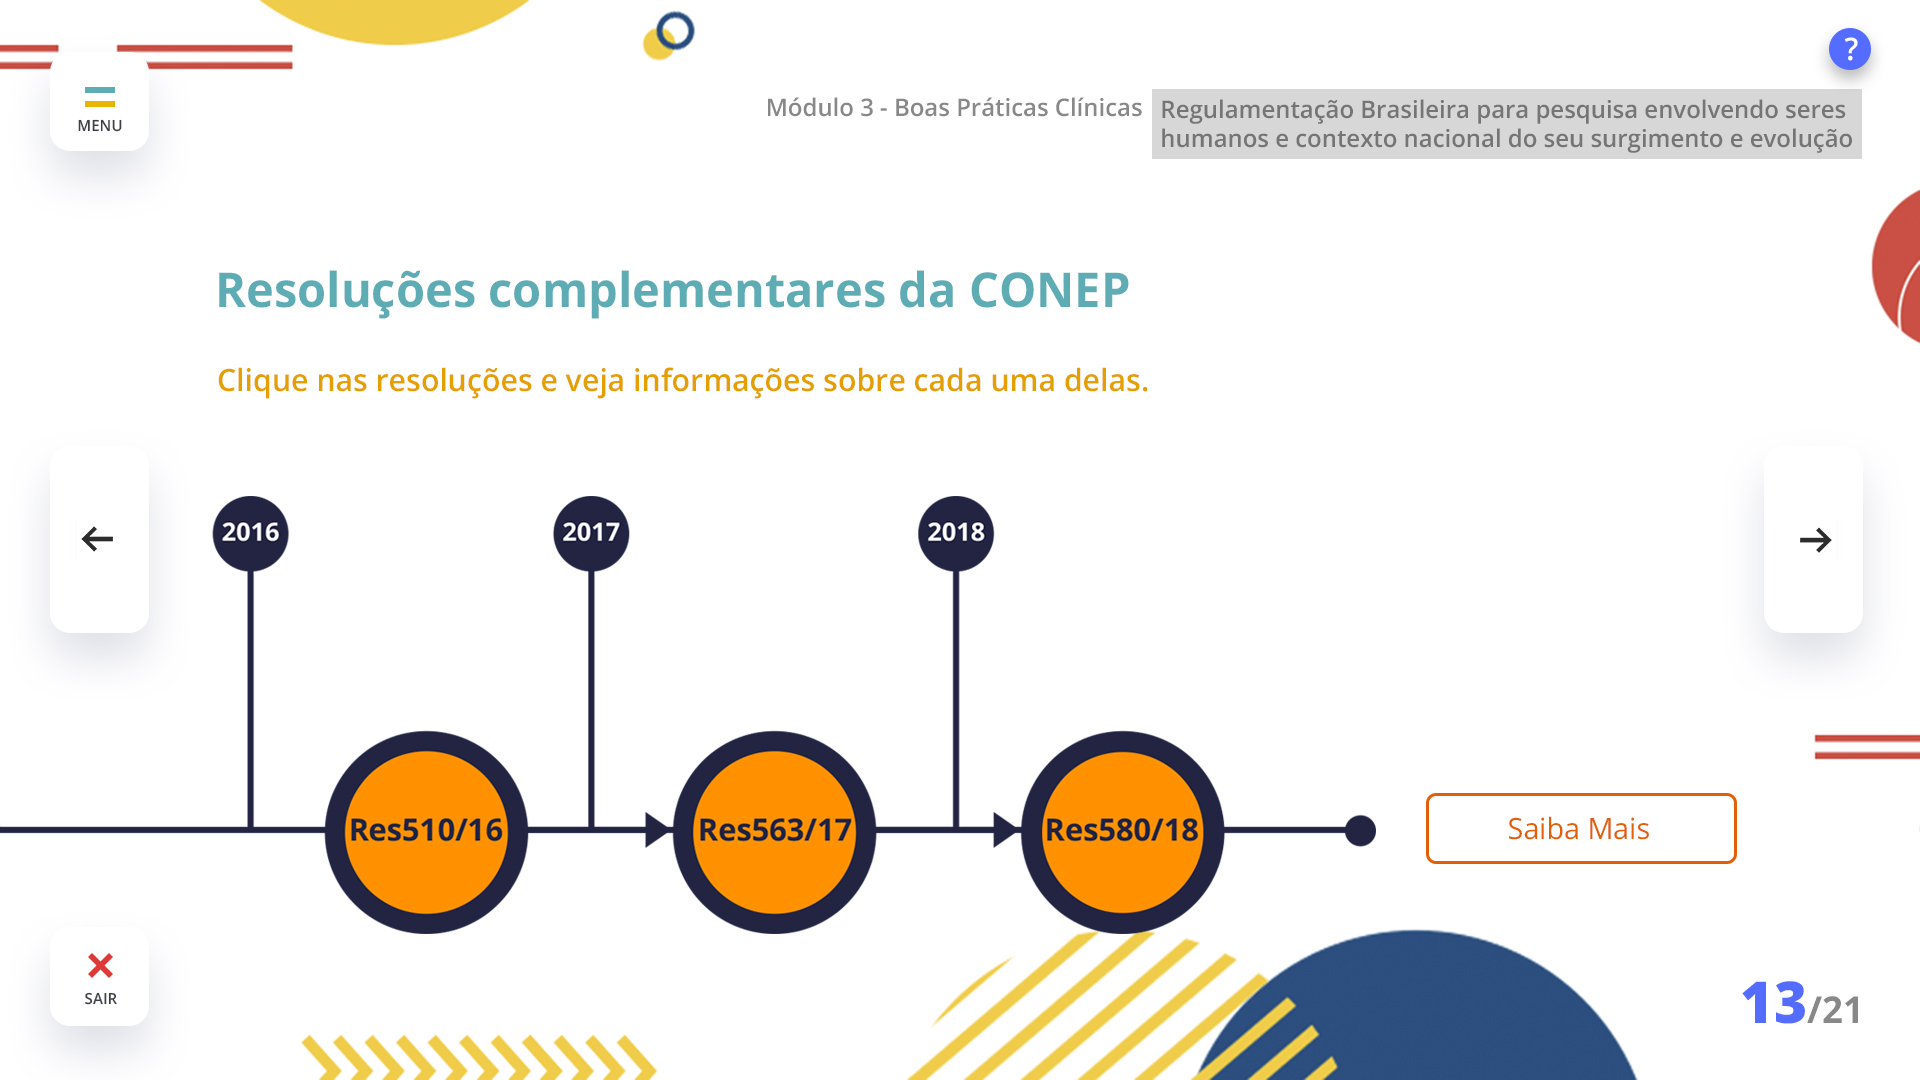 ?
MENU
Módulo 3 - Boas Práticas Clínicas
Regulamentação Brasileira para pesquisa envolvendo seres
humanos e contexto nacional do seu surgimento e evolução
Resoluções complementares da CONEP
Clique nas resoluções e veja informações sobre cada uma delas.
2016
2017
2018
Res510/16
Res563/17
Res580/18
Saiba Mais
SAIR
13/21